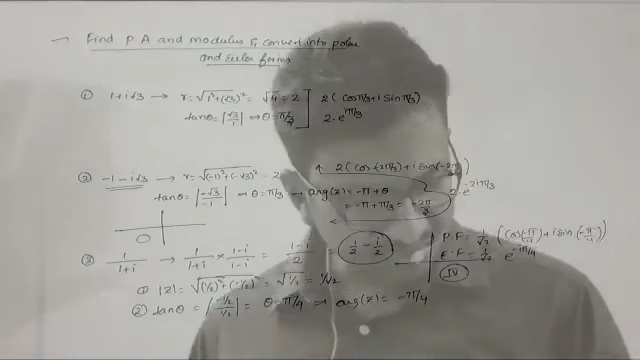 → Find P.A and modulus & convert into polar
and Euler forms
① 1+i√3 → r=√(1²+(√3)²) = √4 = 2 ] 2(cos π/3 + i sin π/3)
tanθ = |√3/1| ⇒ θ = π/3 2·e^{iπ/3}
② -1-i√3 → r=√((-1)²+(-√3)²) = 2 2(cos(-2π/3)+i sin(-2π/3))
tanθ = |-√3/-1| ⇒ θ=π/3 → arg(z) = -π+θ 2·e^{-2iπ/3}
= -π+π/3 = -2π/3
③ 1/(1+i) → 1/(1+i) × (1-i)/(1-i) = (1-i)/2 = 1/2 - i/2 P.F = 1/√2 (cos(-π/4)+i sin(-π/4))
E.F = 1/√2 e^{-iπ/4}
① |z| = √((1/2)²+(-1/2)²) = √1/2 = 1/√2 IV
② tanθ = |(-1/2)/(1/2)| = θ-π/4 → arg(z) = -π/4